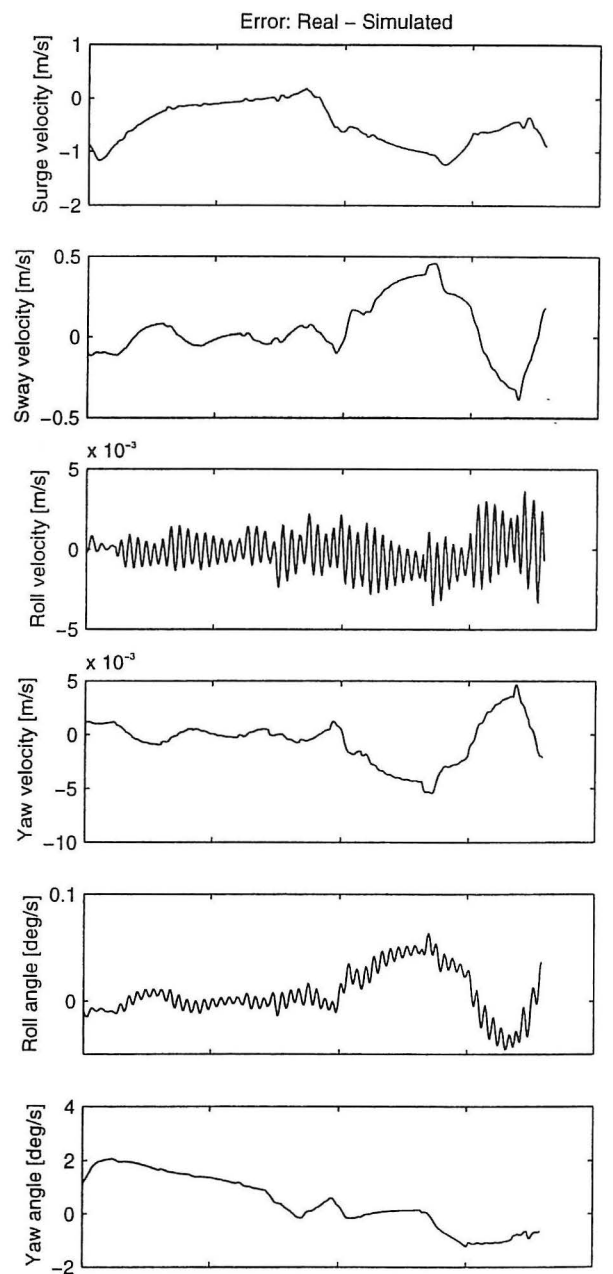 Error: Real – Simulated
Surge velocity [m/s]
1
0
−1
−2
Sway velocity [m/s]
0.5
0
−0.5
x 10⁻³
Roll velocity [m/s]
5
0
−5
x 10⁻³
Yaw velocity [m/s]
5
0
−5
−10
Roll angle [deg/s]
0.1
0
Yaw angle [deg/s]
4
2
0
−2